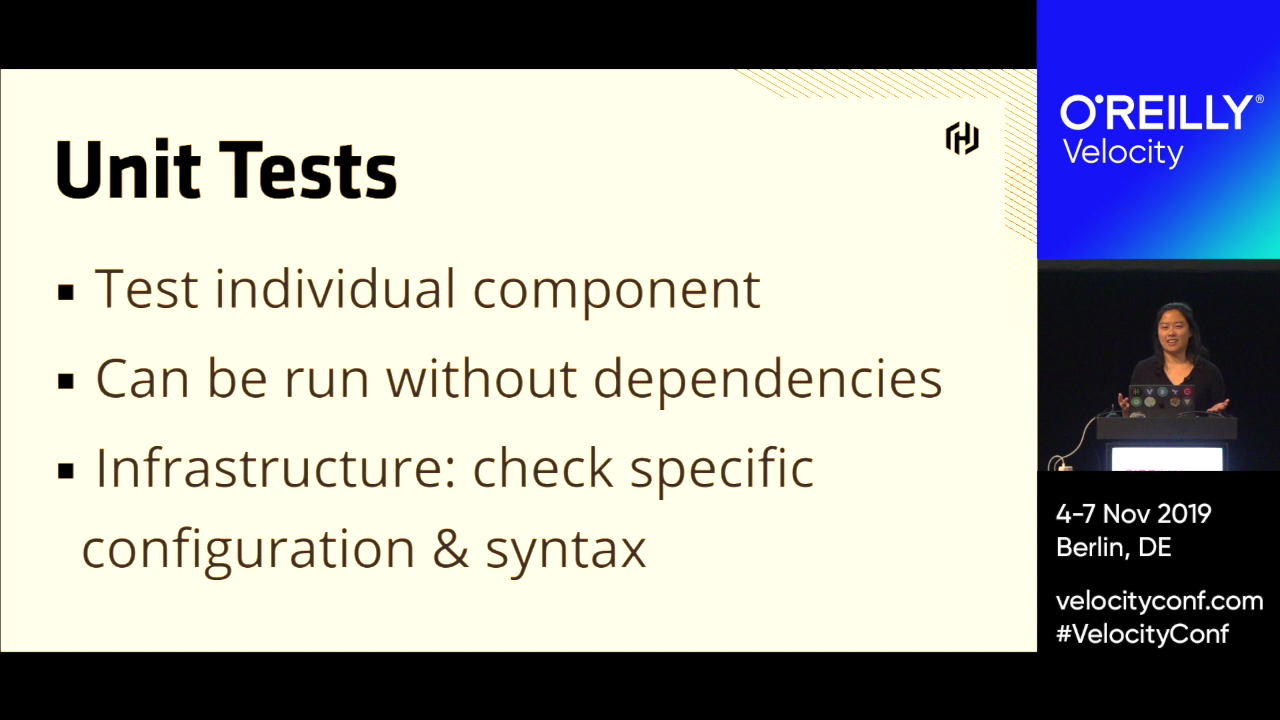 Unit Tests
▪ Test individual component
▪ Can be run without dependencies
▪ Infrastructure: check specific
configuration & syntax
O'REILLY®
Velocity
4–7 Nov 2019
Berlin, DE
velocityconf.com
#VelocityConf